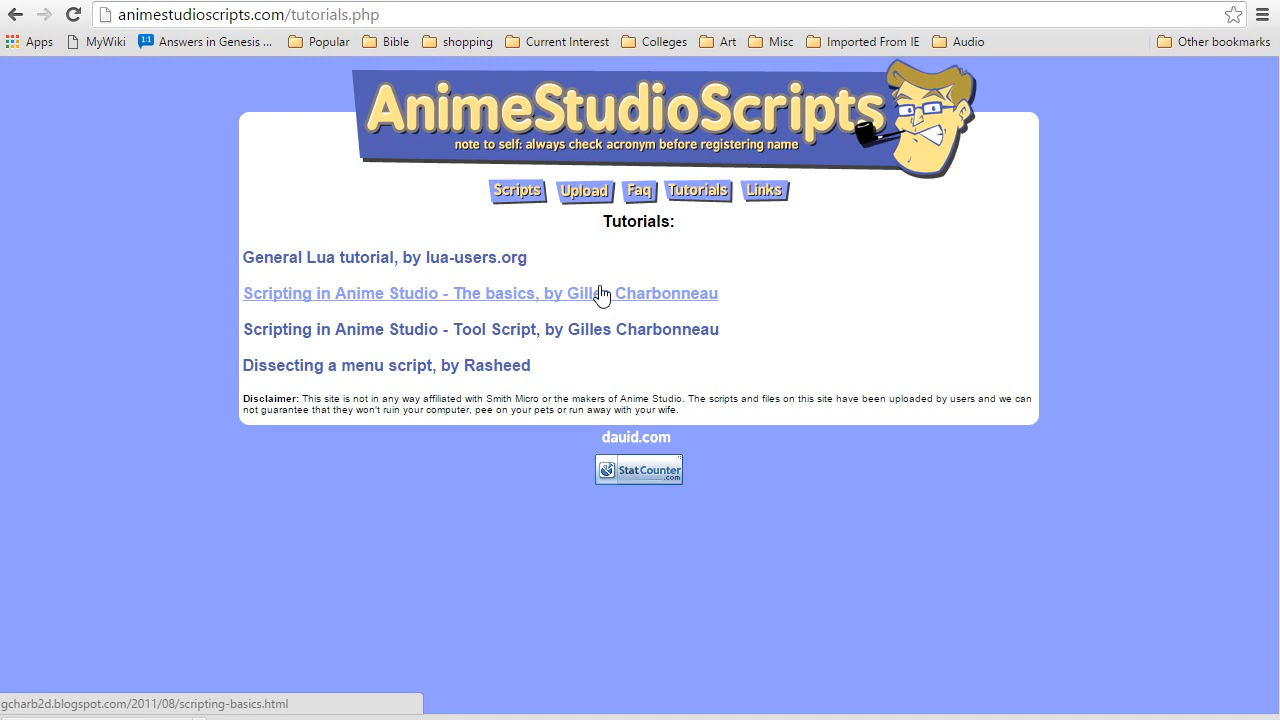 animestudioscripts.com/tutorials.php
Apps MyWiki 1:1 Answers in Genesis ... Popular Bible shopping Current Interest Colleges Art Misc Imported From IE Audio Other bookmarks
AnimeStudioScripts
note to self: always check acronym before registering name
Scripts Upload Faq Tutorials Links
Tutorials:
General Lua tutorial, by lua-users.org
Scripting in Anime Studio - The basics, by Gilles Charbonneau
Scripting in Anime Studio - Tool Script, by Gilles Charbonneau
Dissecting a menu script, by Rasheed
Disclaimer: This site is not in any way affiliated with Smith Micro or the makers of Anime Studio. The scripts and files on this site have been uploaded by users and we can
not guarantee that they won't ruin your computer, pee on your pets or run away with your wife.
dauid.com
StatCounter
.com
gcharb2d.blogspot.com/2011/08/scripting-basics.html